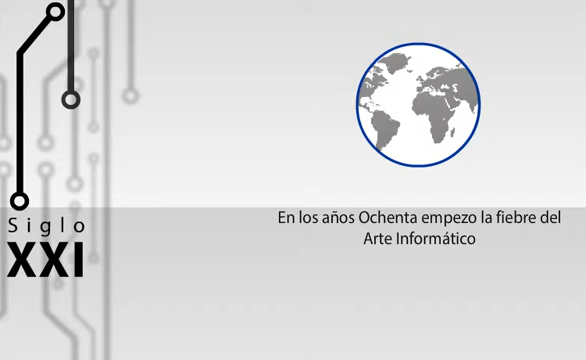 Siglo
XXI
En los años Ochenta empezo la fiebre del
Arte Informático